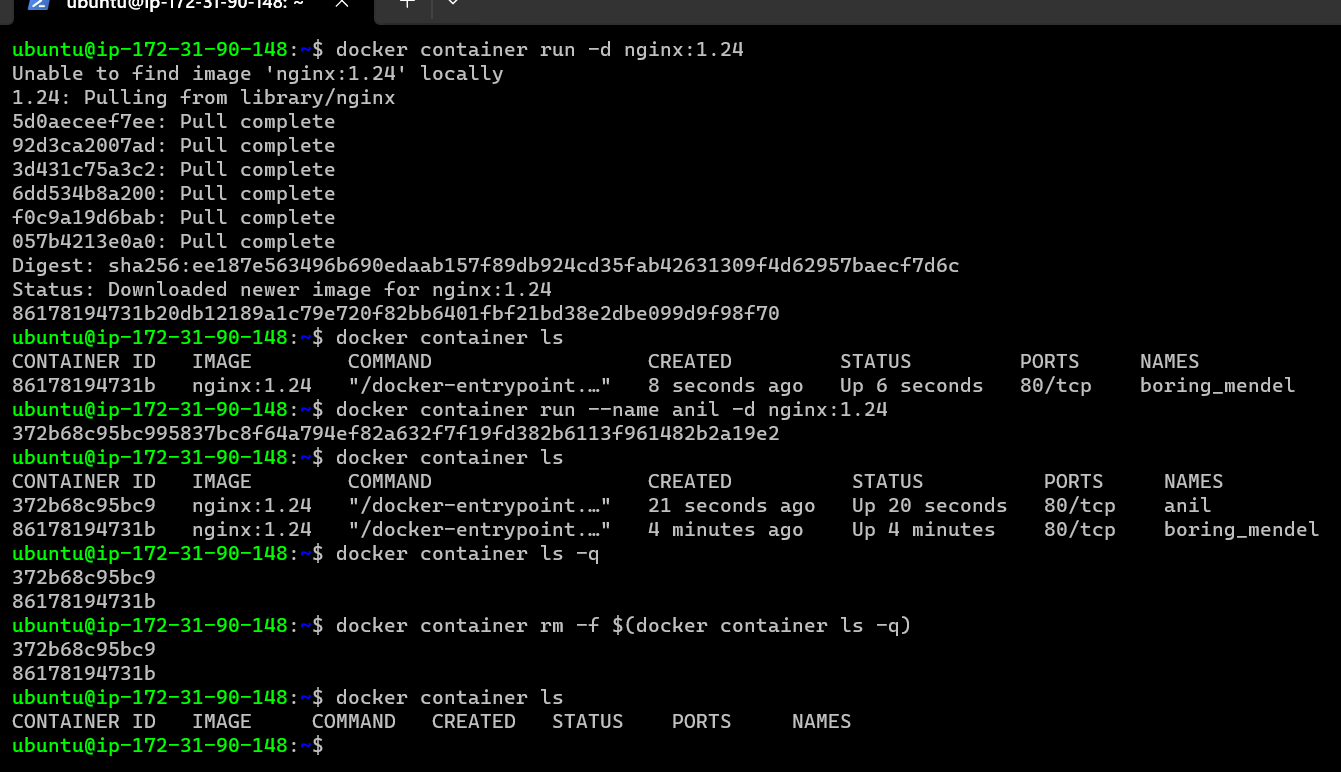 ubuntu@ip-172-31-90-148: ~
ubuntu@ip-172-31-90-148:~$ docker container run -d nginx:1.24
Unable to find image 'nginx:1.24' locally
1.24: Pulling from library/nginx
5d0aeceef7ee: Pull complete
92d3ca2007ad: Pull complete
3d431c75a3c2: Pull complete
6dd534b8a200: Pull complete
f0c9a19d6bab: Pull complete
057b4213e0a0: Pull complete
Digest: sha256:ee187e563496b690edaab157f89db924cd35fab42631309f4d62957baecf7d6c
Status: Downloaded newer image for nginx:1.24
86178194731b20db12189a1c79e720f82bb6401fbf21bd38e2dbe099d9f98f70
ubuntu@ip-172-31-90-148:~$ docker container ls
CONTAINER ID   IMAGE        COMMAND                  CREATED         STATUS         PORTS     NAMES
86178194731b   nginx:1.24   "/docker-entrypoint.…"   8 seconds ago   Up 6 seconds   80/tcp    boring_mendel
ubuntu@ip-172-31-90-148:~$ docker container run --name anil -d nginx:1.24
372b68c95bc995837bc8f64a794ef82a632f7f19fd382b6113f961482b2a19e2
ubuntu@ip-172-31-90-148:~$ docker container ls
CONTAINER ID   IMAGE        COMMAND                  CREATED          STATUS          PORTS     NAMES
372b68c95bc9   nginx:1.24   "/docker-entrypoint.…"   21 seconds ago   Up 20 seconds   80/tcp    anil
86178194731b   nginx:1.24   "/docker-entrypoint.…"   4 minutes ago    Up 4 minutes    80/tcp    boring_mendel
ubuntu@ip-172-31-90-148:~$ docker container ls -q
372b68c95bc9
86178194731b
ubuntu@ip-172-31-90-148:~$ docker container rm -f $(docker container ls -q)
372b68c95bc9
86178194731b
ubuntu@ip-172-31-90-148:~$ docker container ls
CONTAINER ID   IMAGE     COMMAND   CREATED   STATUS    PORTS     NAMES
ubuntu@ip-172-31-90-148:~$